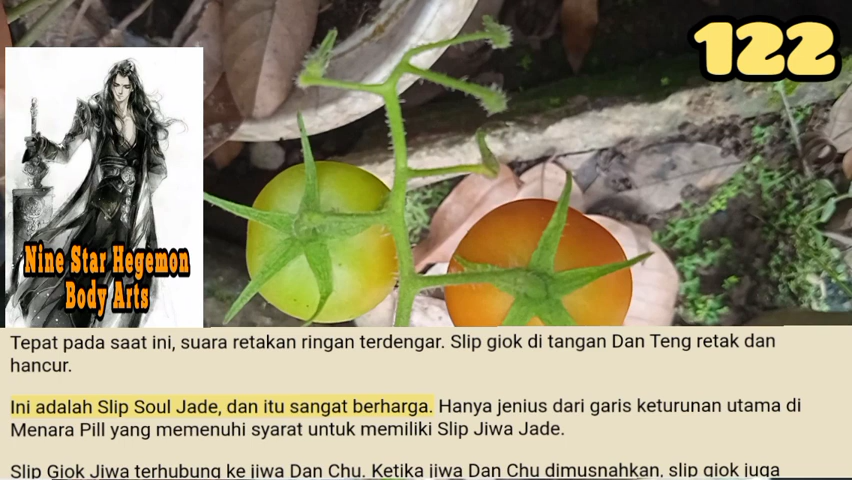 122
Nine Star Hegemon
Body Arts
Tepat pada saat ini, suara retakan ringan terdengar. Slip giok di tangan Dan Teng retak dan
hancur.
Ini adalah Slip Soul Jade, dan itu sangat berharga. Hanya jenius dari garis keturunan utama di
Menara Pill yang memenuhi syarat untuk memiliki Slip Jiwa Jade.
Slip Giok Jiwa terhubung ke jiwa Dan Chu. Ketika jiwa Dan Chu dimusnahkan, slip giok juga